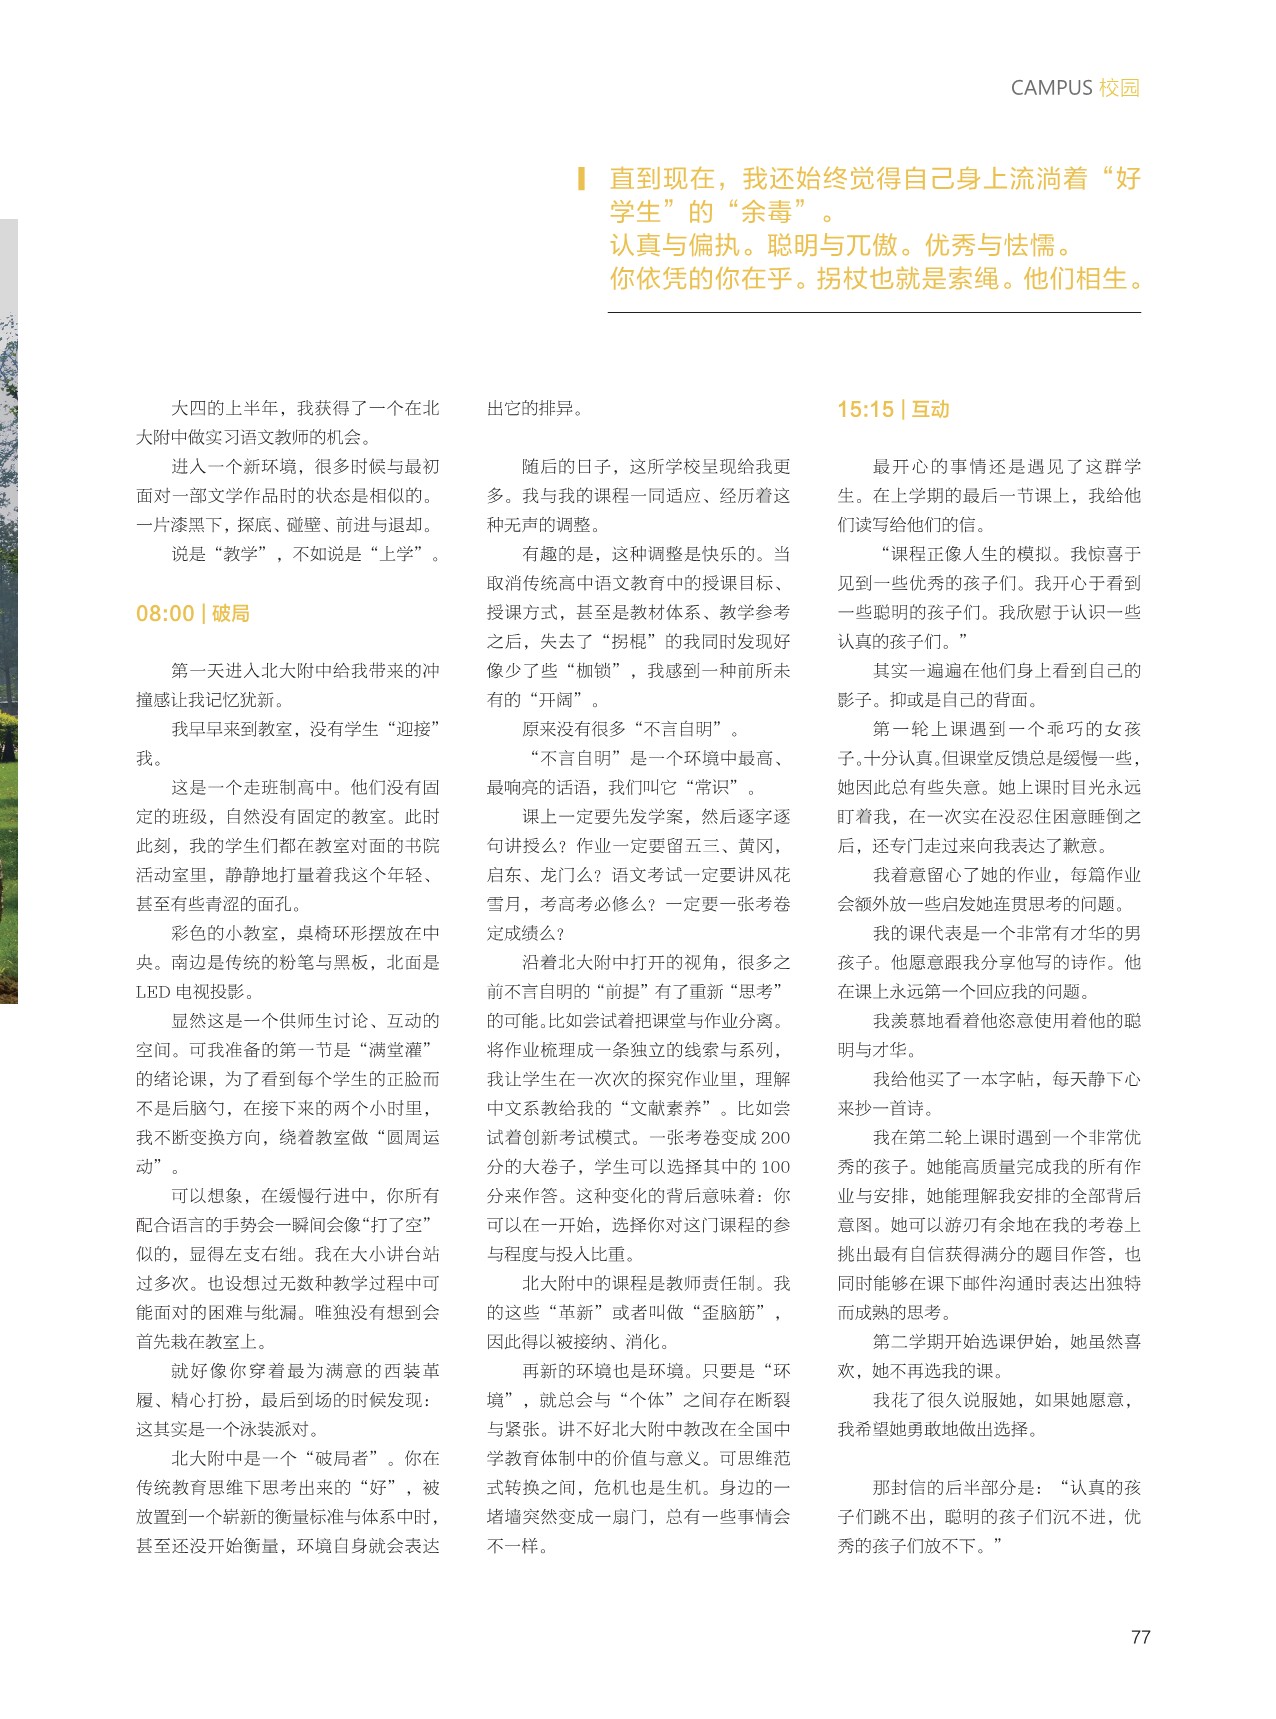 CAMPUS 校园
直到现在，我还始终觉得自己身上流淌着“好
学生”的“余毒”。
认真与偏执。聪明与兀傲。优秀与怯懦。
你依凭的你在乎。拐杖也就是索绳。他们相生。
大四的上半年，我获得了一个在北
大附中做实习语文教师的机会。
进入一个新环境，很多时候与最初
面对一部文学作品时的状态是相似的。
一片漆黑下，探底、碰壁、前进与退却。
说是“教学”，不如说是“上学”。
08:00 | 破局
第一天进入北大附中给我带来的冲
撞感让我记忆犹新。
我早早来到教室，没有学生“迎接”
我。
这是一个走班制高中。他们没有固
定的班级，自然没有固定的教室。此时
此刻，我的学生们都在教室对面的书院
活动室里，静静地打量着我这个年轻、
甚至有些青涩的面孔。
彩色的小教室，桌椅环形摆放在中
央。南边是传统的粉笔与黑板，北面是
LED 电视投影。
显然这是一个供师生讨论、互动的
空间。可我准备的第一节是“满堂灌”
的绪论课，为了看到每个学生的正脸而
不是后脑勺，在接下来的两个小时里，
我不断变换方向，绕着教室做“圆周运
动”。
可以想象，在缓慢行进中，你所有
配合语言的手势会一瞬间会像“打了空”
似的，显得左支右绌。我在大小讲台站
过多次。也设想过无数种教学过程中可
能面对的困难与纰漏。唯独没有想到会
首先栽在教室上。
就好像你穿着最为满意的西装革
履、精心打扮，最后到场的时候发现：
这其实是一个泳装派对。
北大附中是一个“破局者”。你在
传统教育思维下思考出来的“好”，被
放置到一个崭新的衡量标准与体系中时，
甚至还没开始衡量，环境自身就会表达
出它的排异。
随后的日子，这所学校呈现给我更
多。我与我的课程一同适应、经历着这
种无声的调整。
有趣的是，这种调整是快乐的。当
取消传统高中语文教育中的授课目标、
授课方式，甚至是教材体系、教学参考
之后，失去了“拐棍”的我同时发现好
像少了些“枷锁”，我感到一种前所未
有的“开阔”。
原来没有很多“不言自明”。
“不言自明”是一个环境中最高、
最响亮的话语，我们叫它“常识”。
课上一定要先发学案，然后逐字逐
句讲授么？作业一定要留五三、黄冈，
启东、龙门么？语文考试一定要讲风花
雪月，考高考必修么？一定要一张考卷
定成绩么？
沿着北大附中打开的视角，很多之
前不言自明的“前提”有了重新“思考”
的可能。比如尝试着把课堂与作业分离。
将作业梳理成一条独立的线索与系列，
我让学生在一次次的探究作业里，理解
中文系教给我的“文献素养”。比如尝
试着创新考试模式。一张考卷变成 200
分的大卷子，学生可以选择其中的 100
分来作答。这种变化的背后意味着：你
可以在一开始，选择你对这门课程的参
与程度与投入比重。
北大附中的课程是教师责任制。我
的这些“革新”或者叫做“歪脑筋”，
因此得以被接纳、消化。
再新的环境也是环境。只要是“环
境”，就总会与“个体”之间存在断裂
与紧张。讲不好北大附中教改在全国中
学教育体制中的价值与意义。可思维范
式转换之间，危机也是生机。身边的一
堵墙突然变成一扇门，总有一些事情会
不一样。
15:15 | 互动
最开心的事情还是遇见了这群学
生。在上学期的最后一节课上，我给他
们读写给他们的信。
“课程正像人生的模拟。我惊喜于
见到一些优秀的孩子们。我开心于看到
一些聪明的孩子们。我欣慰于认识一些
认真的孩子们。”
其实一遍遍在他们身上看到自己的
影子。抑或是自己的背面。
第一轮上课遇到一个乖巧的女孩
子。十分认真。但课堂反馈总是缓慢一些，
她因此总有些失意。她上课时目光永远
盯着我，在一次实在没忍住困意睡倒之
后，还专门走过来向我表达了歉意。
我着意留心了她的作业，每篇作业
会额外放一些启发她连贯思考的问题。
我的课代表是一个非常有才华的男
孩子。他愿意跟我分享他写的诗作。他
在课上永远第一个回应我的问题。
我羡慕地看着他恣意使用着他的聪
明与才华。
我给他买了一本字帖，每天静下心
来抄一首诗。
我在第二轮上课时遇到一个非常优
秀的孩子。她能高质量完成我的所有作
业与安排，她能理解我安排的全部背后
意图。她可以游刃有余地在我的考卷上
挑出最有自信获得满分的题目作答，也
同时能够在课下邮件沟通时表达出独特
而成熟的思考。
第二学期开始选课伊始，她虽然喜
欢，她不再选我的课。
我花了很久说服她，如果她愿意，
我希望她勇敢地做出选择。
那封信的后半部分是：“认真的孩
子们跳不出，聪明的孩子们沉不进，优
秀的孩子们放不下。”
77